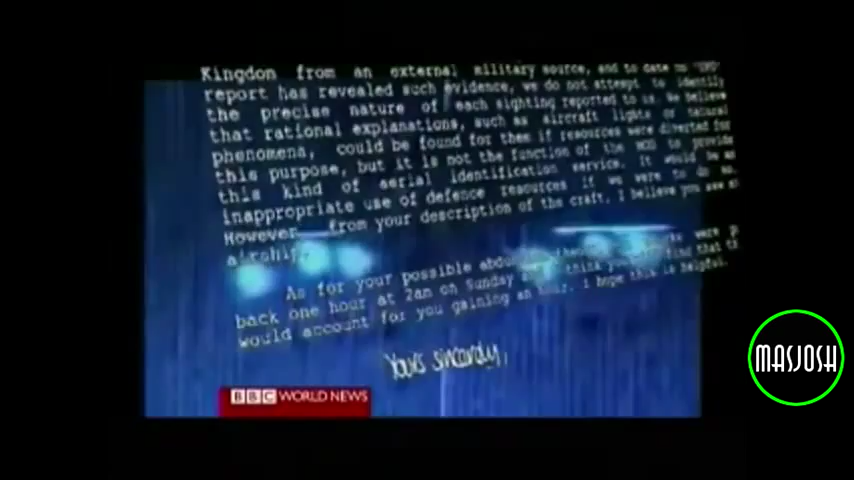 Kingdon from an external military source, and to date no "UFO"
report has revealed such evidence, we do not attempt to identify
the precise nature of each sighting reported to us. We believe
that rational explanations, such as aircraft lights or natural
phenomena, could be found for them if resources were diverted for
this purpose, but it is not the function of the MOD to provide
this kind of aerial identification service. It would be an
inappropriate use of defence resources if we were to do so.
However from your description of the craft, I believe you saw
airship.
As for your possible were p
back one hour at 2am on Sunday think you find that
would account for you gaining an hour. I hope this is helpful.
Yours sincerely,
BBC WORLD NEWS
MASJOSH